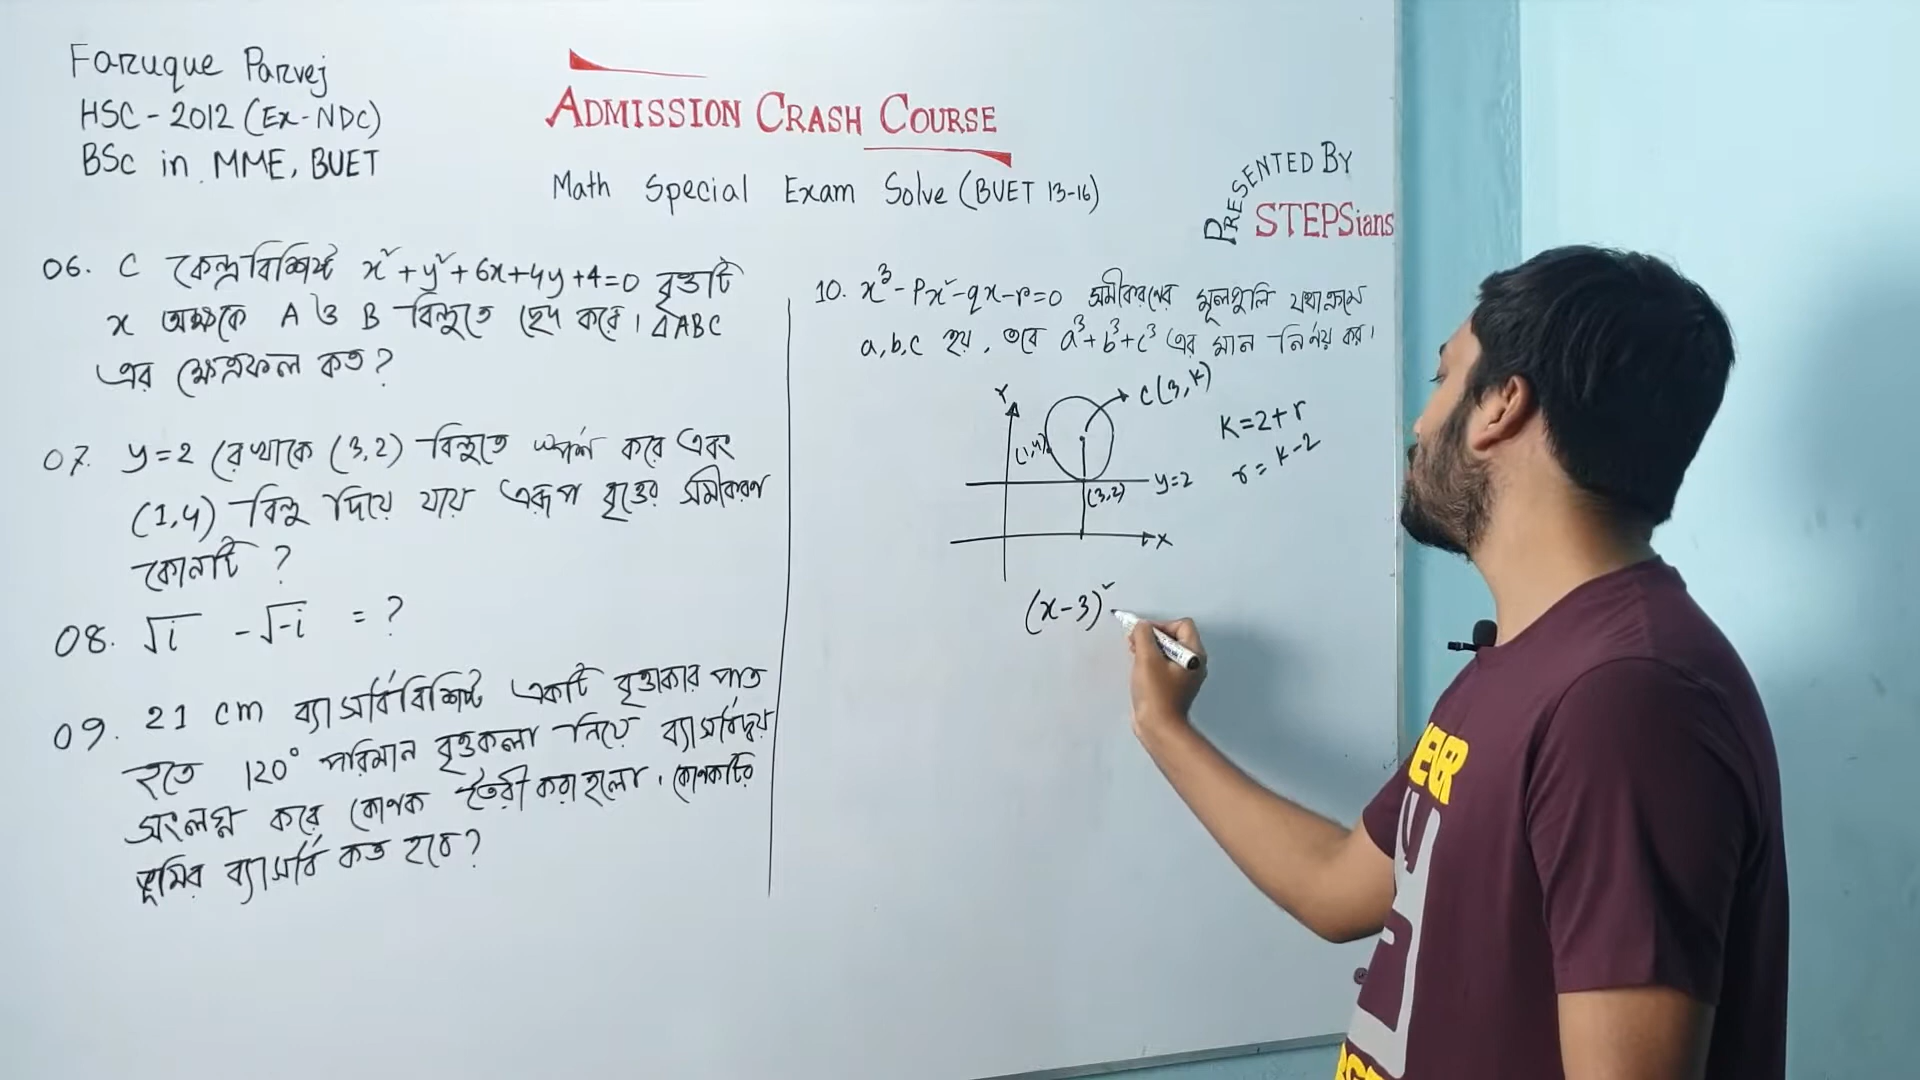 Faruque Parvej
HSC - 2012 (Ex-NDC)
BSc in MME, BUET
ADMISSION CRASH COURSE
Math Special Exam Solve (BUET 13-16)
PRESENTED BY
STEPSians
06. C কেন্দ্রবিশিষ্ট x²+y²+6x+4y+4=0 বৃত্তটি
x অক্ষকে A ও B বিন্দুতে ছেদ করে। ΔABC
এর ক্ষেত্রফল কত?
07. y=2 রেখাকে (3,2) বিন্দুতে স্পর্শ করে এবং
(1,4) বিন্দু দিয়ে যায় এরূপ বৃত্তের সমীকরণ
কোনটি ?
08. √i - √-i = ?
09. 21 cm ব্যাসার্ধবিশিষ্ট একটি বৃত্তাকার পাত
হতে 120° পরিমান বৃত্তকলা নিয়ে ব্যাসার্ধদ্বয়
সংলগ্ন করে কোণক তৈরী করা হলো। কোণকটির
ভূমির ব্যাসার্ধ কত হবে?
10. x³-Px²-qx-r=0 সমীকরণের মূলগুলি যথাক্রমে
a,b,c হয়, তবে a³+b³+c³ এর মান নির্ণয় কর।
Y
C(3,K)
K=2+r
(1,4)
r=K-2
y=2
(3,2)
X
(x-3)²